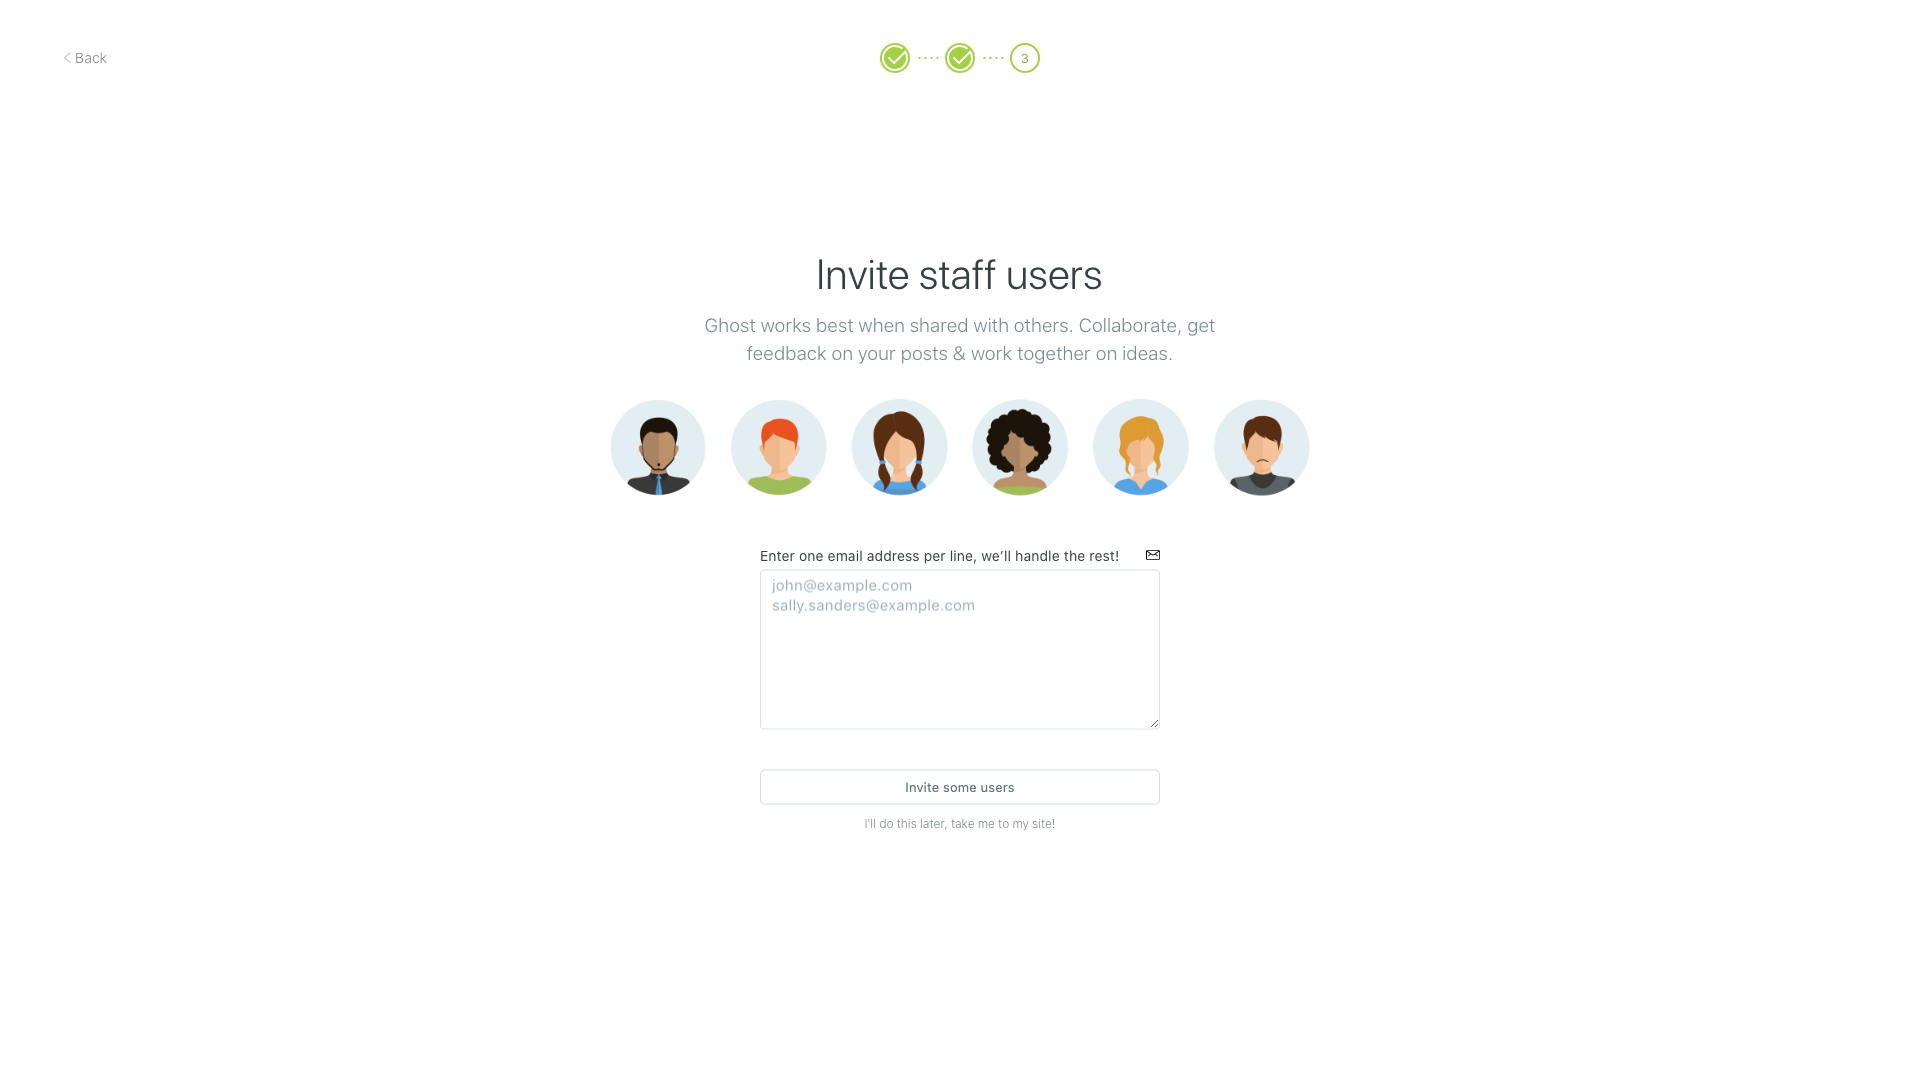 Back
3
Invite staff users
Ghost works best when shared with others. Collaborate, get
feedback on your posts & work together on ideas.
Enter one email address per line, we’ll handle the rest!
john@example.com
sally.sanders@example.com
Invite some users
I'll do this later, take me to my site!